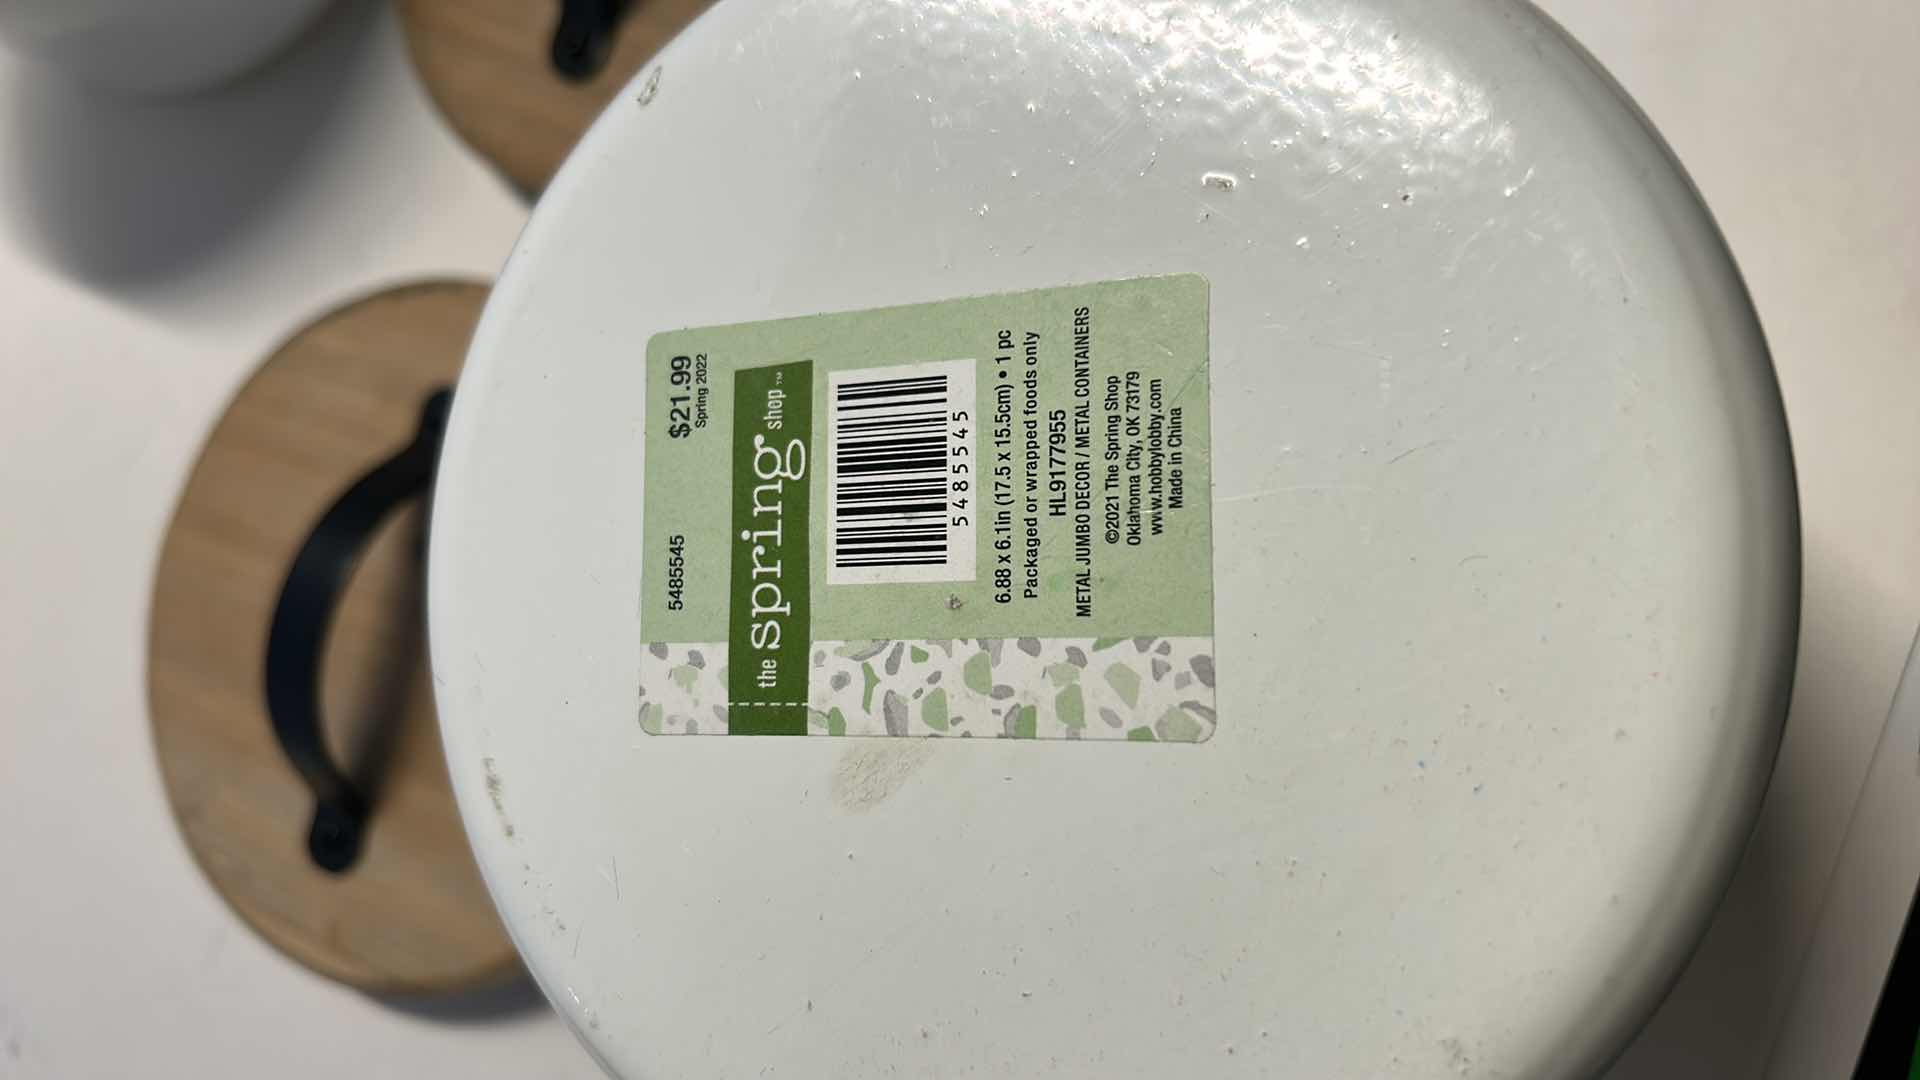 5485545 $21.99
Spring 2022
the spring shop™
5485545
6.88 x 6.1in (17.5 x 15.5cm) • 1 pc
Packaged or wrapped foods only
HL9177955
METAL JUMBO DECOR / METAL CONTAINERS
©2021 The Spring Shop
Oklahoma City, OK 73179
www.hobbylobby.com
Made in China